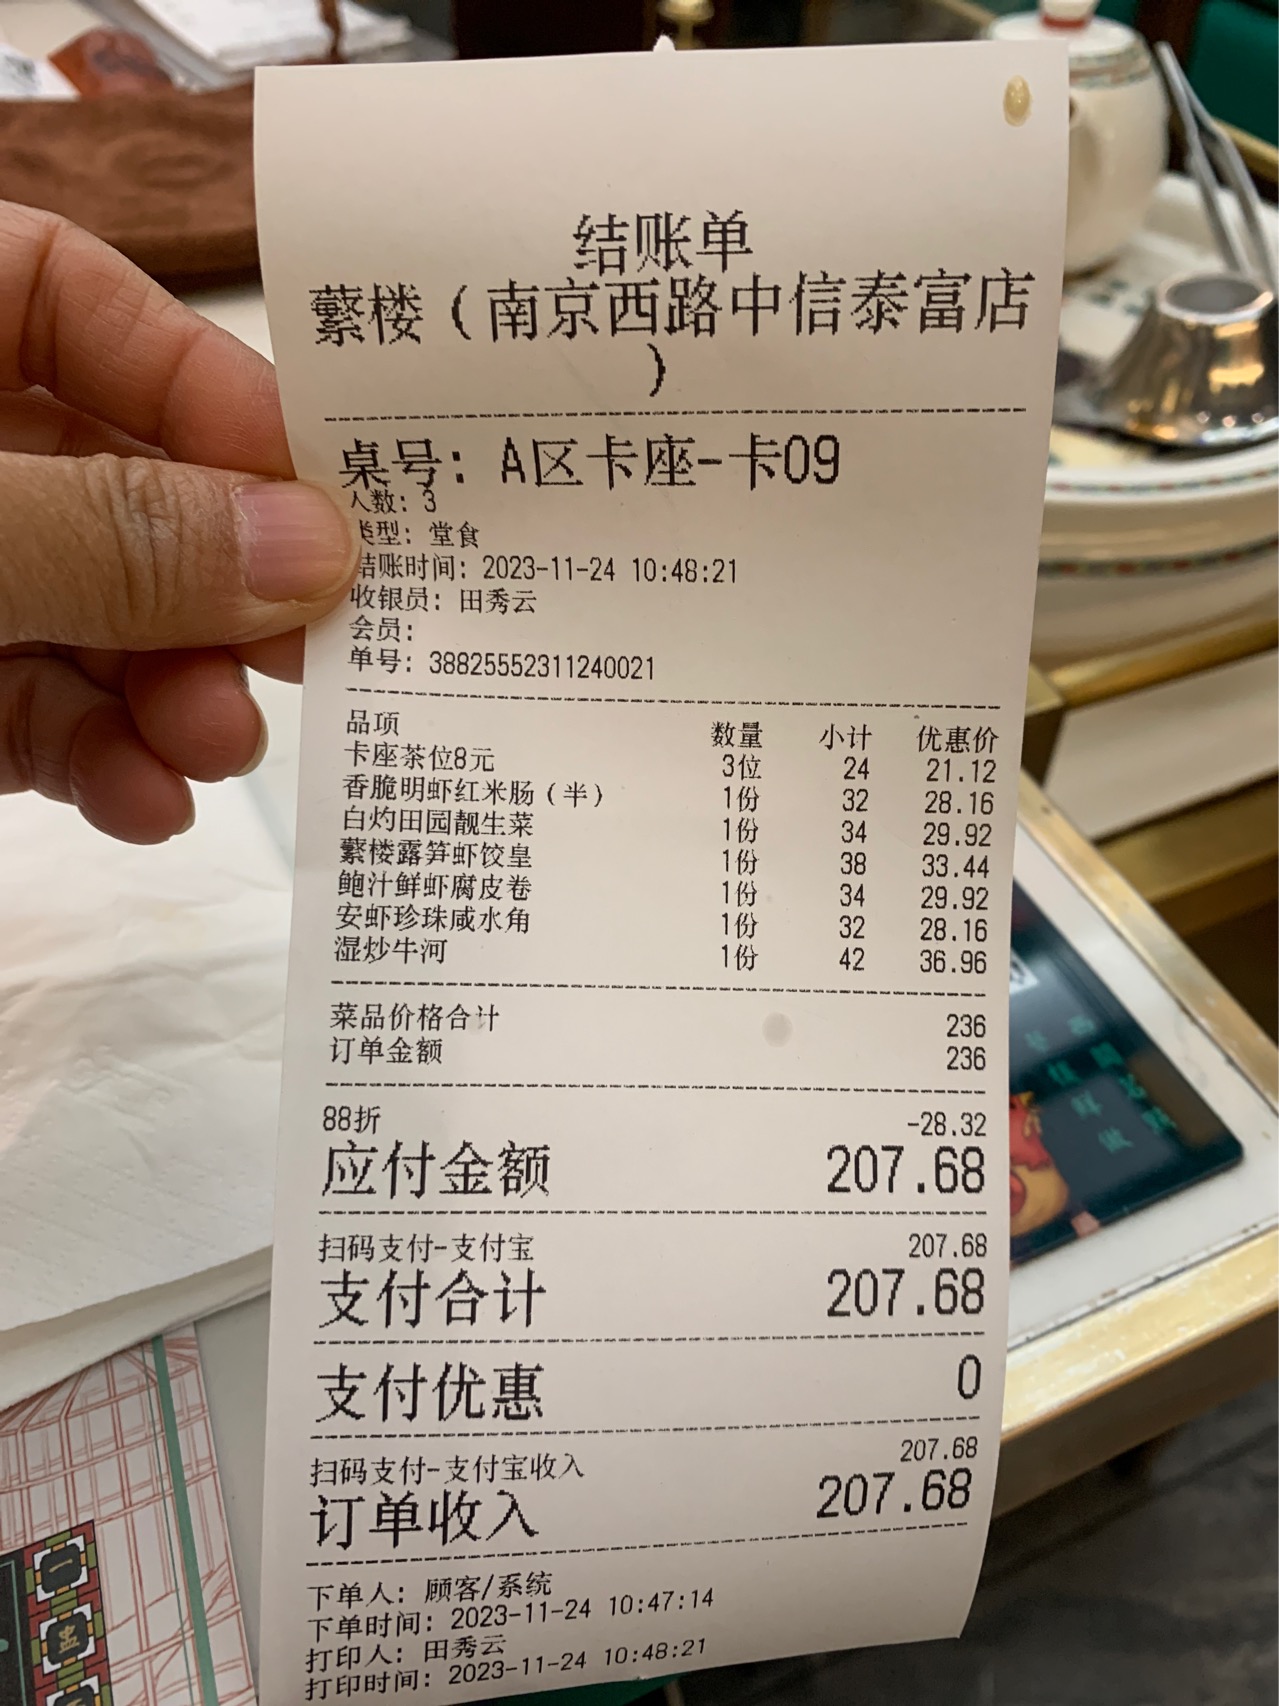 结账单
蘩楼（南京西路中信泰富店
）
桌号: A区卡座-卡09
人数: 3
类型: 堂食
结账时间: 2023-11-24 10:48:21
收银员: 田秀云
会员:
单号: 38825552311240021
品项 数量 小计 优惠价
卡座茶位8元 3位 24 21.12
香脆明虾红米肠（半） 1份 32 28.16
白灼田园靓生菜 1份 34 29.92
蘩楼露笋虾饺皇 1份 38 33.44
鲍汁鲜虾腐皮卷 1份 34 29.92
安虾珍珠咸水角 1份 32 28.16
湿炒牛河 1份 42 36.96
菜品价格合计 236
订单金额 236
88折 -28.32
应付金额 207.68
扫码支付-支付宝 207.68
支付合计 207.68
支付优惠 0
扫码支付-支付宝收入 207.68
订单收入 207.68
下单人: 顾客/系统
下单时间: 2023-11-24 10:47:14
打印人: 田秀云
打印时间: 2023-11-24 10:48:21